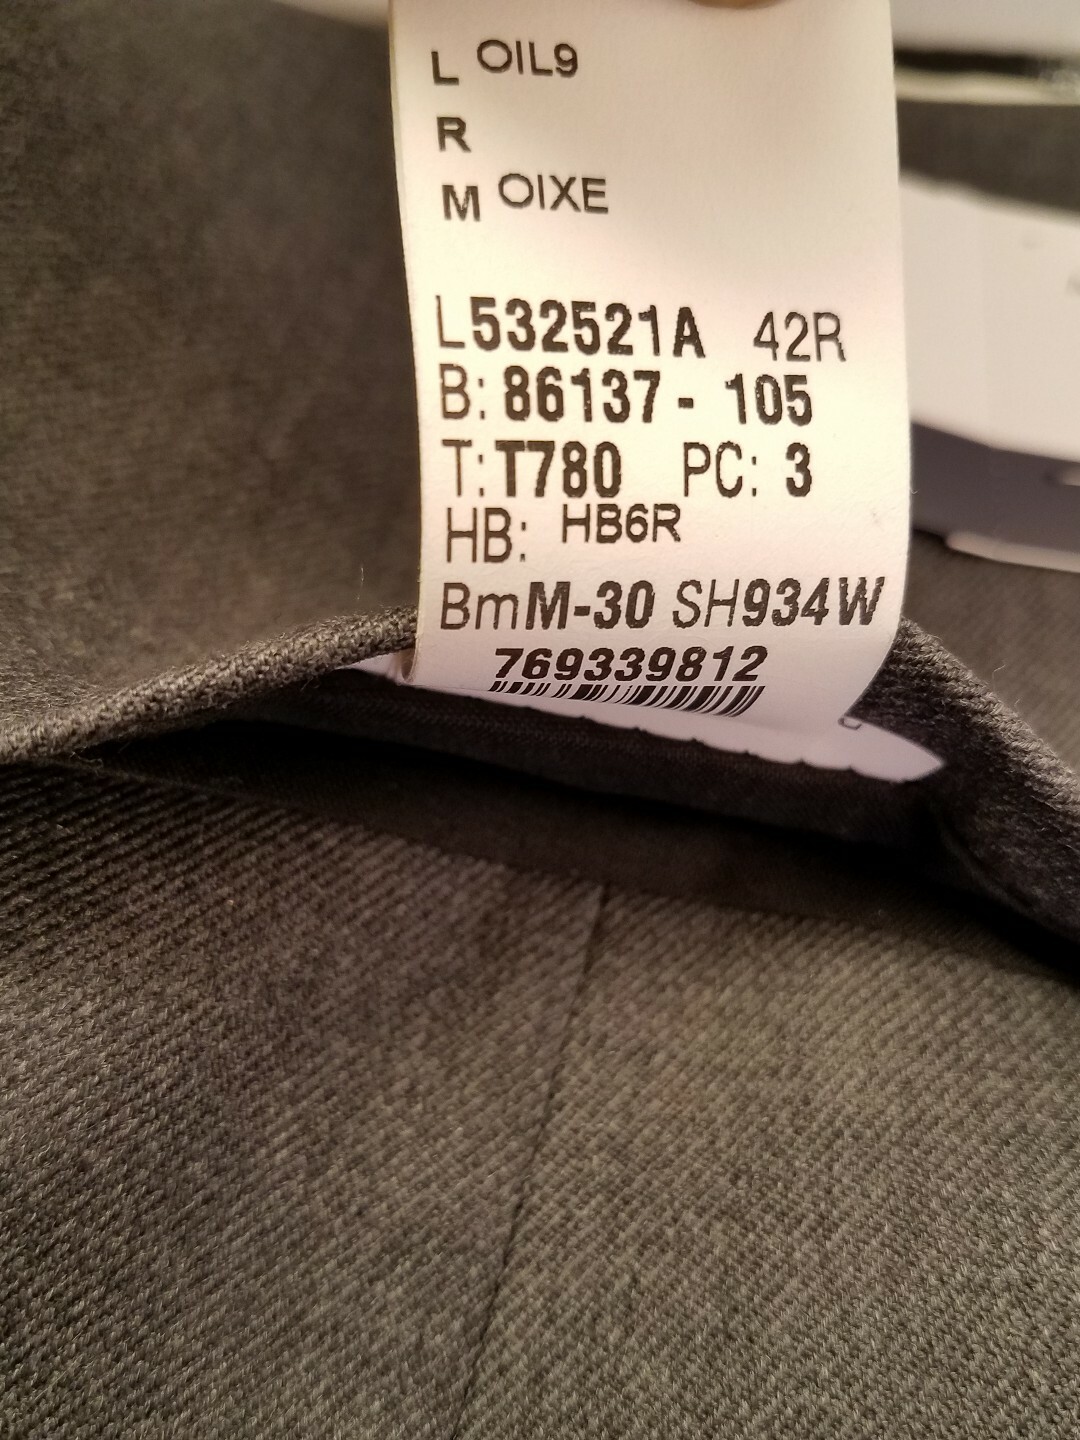 L OIL9
R
M OIXE
L532521A 42R
B: 86137 - 105
T: T780 PC: 3
HB: HB6R
BmM-30 SH934W
769339812